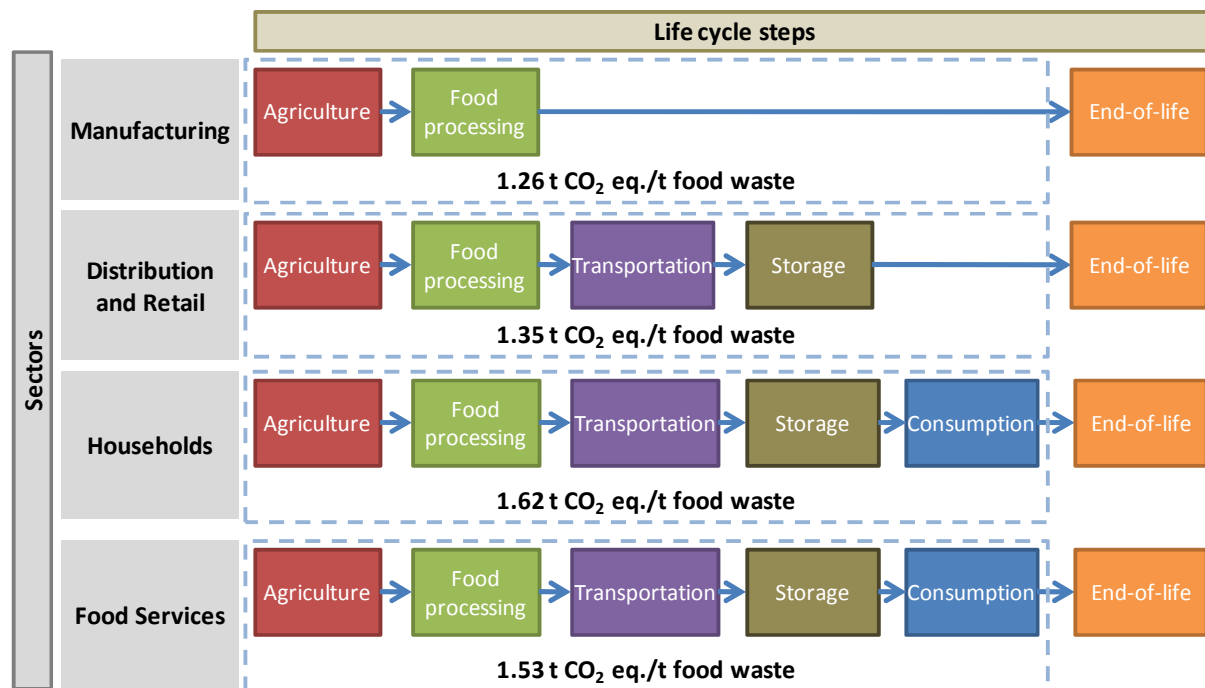 Life cycle steps
Sectors
Manufacturing
Agriculture
Food
processing
End-of-life
1.26 t CO₂ eq./t food waste
Distribution
and Retail
Agriculture
Food
processing
Transportation
Storage
End-of-life
1.35 t CO₂ eq./t food waste
Households
Agriculture
Food
processing
Transportation
Storage
Consumption
End-of-life
1.62 t CO₂ eq./t food waste
Food Services
Agriculture
Food
processing
Transportation
Storage
Consumption
End-of-life
1.53 t CO₂ eq./t food waste